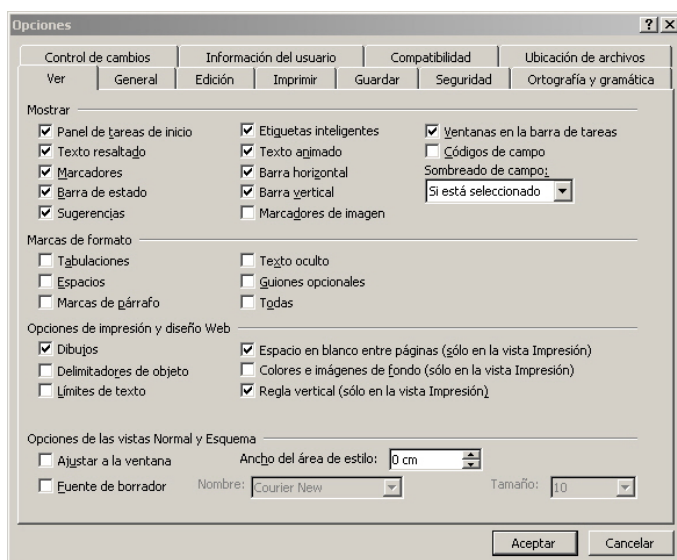 Opciones
Control de cambios Información del usuario Compatibilidad Ubicación de archivos
Ver General Edición Imprimir Guardar Seguridad Ortografía y gramática
Mostrar
Panel de tareas de inicio Etiquetas inteligentes Ventanas en la barra de tareas
Texto resaltado Texto animado Códigos de campo
Marcadores Barra horizontal Sombreado de campo:
Barra de estado Barra vertical Si está seleccionado
Sugerencias Marcadores de imagen
Marcas de formato
Tabulaciones Texto oculto
Espacios Guiones opcionales
Marcas de párrafo Todas
Opciones de impresión y diseño Web
Dibujos Espacio en blanco entre páginas (sólo en la vista Impresión)
Delimitadores de objeto Colores e imágenes de fondo (sólo en la vista Impresión)
Límites de texto Regla vertical (sólo en la vista Impresión)
Opciones de las vistas Normal y Esquema
Ajustar a la ventana Ancho del área de estilo: 0 cm
Fuente de borrador Nombre: Courier New Tamaño: 10
Aceptar Cancelar